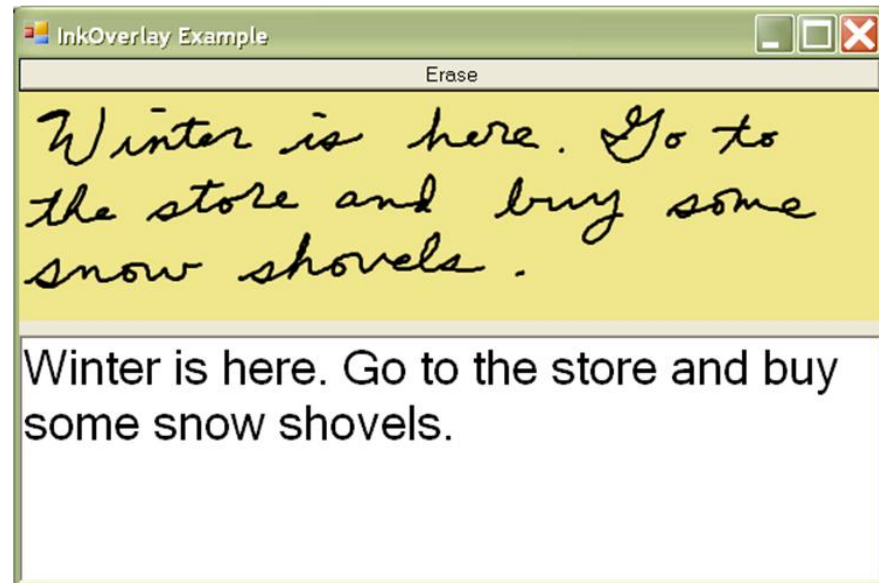 InkOverlay Example
Erase
Winter is here. Go to
the store and buy some
snow shovels.
Winter is here. Go to the store and buy
some snow shovels.